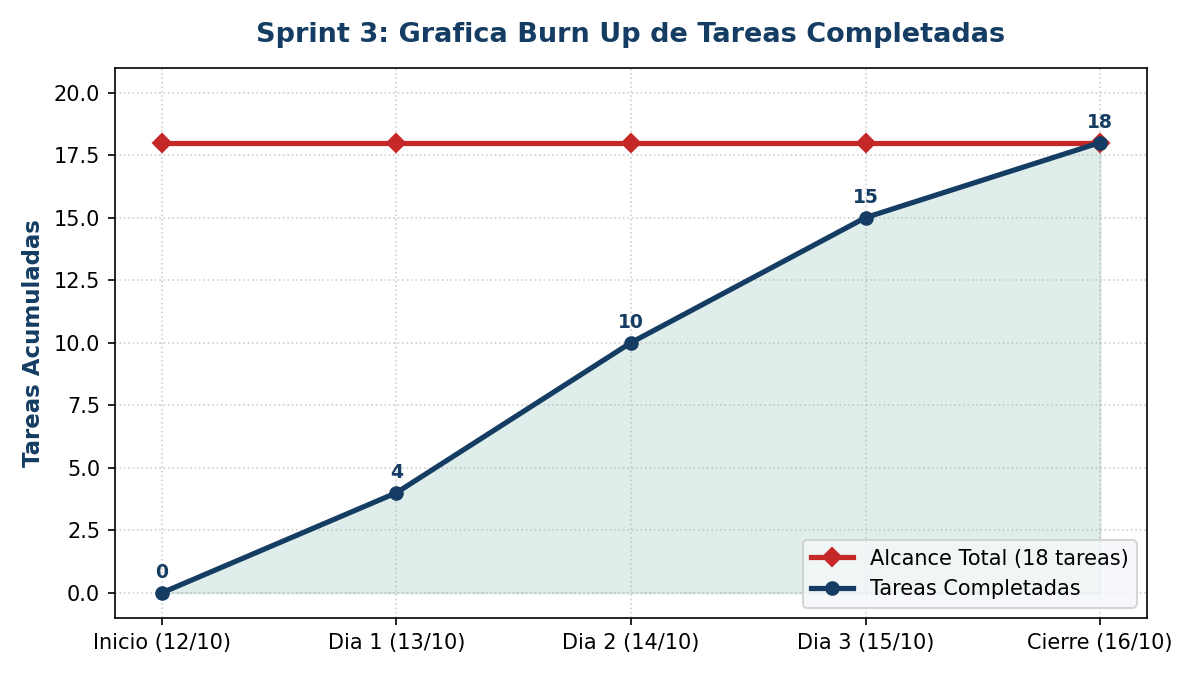 Sprint 3: Grafica Burn Up de Tareas Completadas
Tareas Acumuladas
20.0
17.5
15.0
12.5
10.0
7.5
5.0
2.5
0.0
0
4
10
15
18
Alcance Total (18 tareas)
Tareas Completadas
Inicio (12/10)
Dia 1 (13/10)
Dia 2 (14/10)
Dia 3 (15/10)
Cierre (16/10)